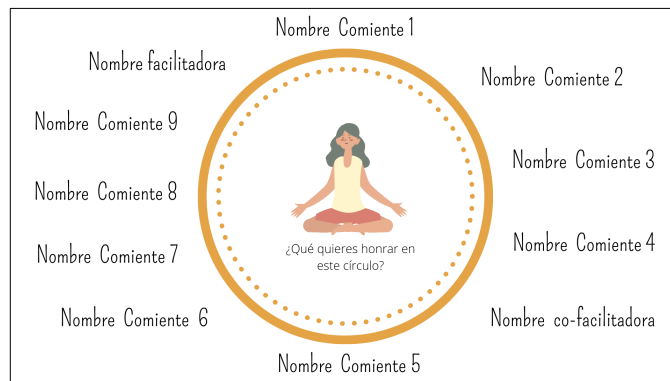 Nombre Comiente 1
Nombre facilitadora
Nombre Comiente 2
Nombre Comiente 9
Nombre Comiente 3
Nombre Comiente 8
Nombre Comiente 4
Nombre Comiente 7
¿Qué quieres honrar en
este círculo?
Nombre Comiente 6
Nombre co-facilitadora
Nombre Comiente 5